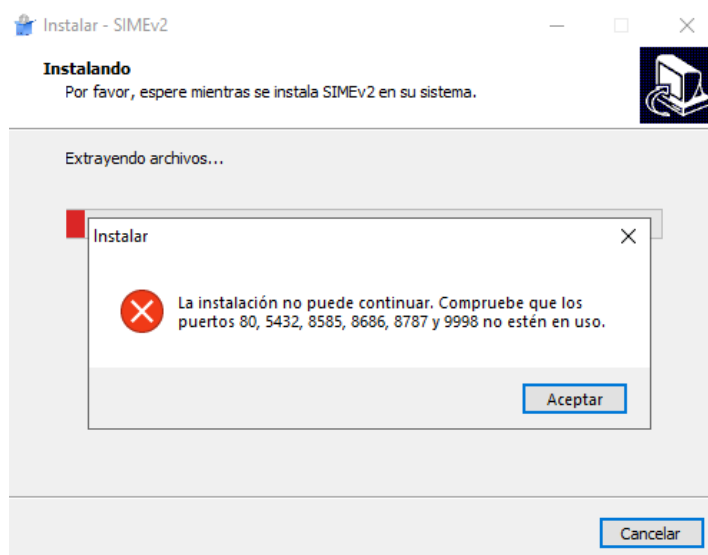 Instalar - SIMEv2
Instalando
Por favor, espere mientras se instala SIMEv2 en su sistema.
Extrayendo archivos...
Instalar
La instalación no puede continuar. Compruebe que los
puertos 80, 5432, 8585, 8686, 8787 y 9998 no estén en uso.
Aceptar
Cancelar